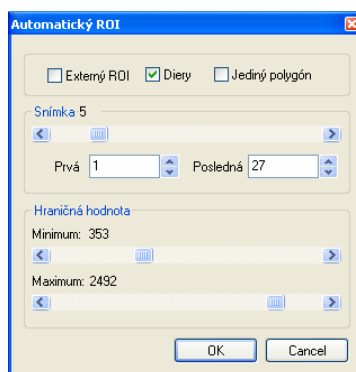 Automatický ROI
Externý ROI Diery Jediný polygón
Snímka 5
Prvá 1 Posledná 27
Hraničná hodnota
Minimum: 353
Maximum: 2492
OK Cancel